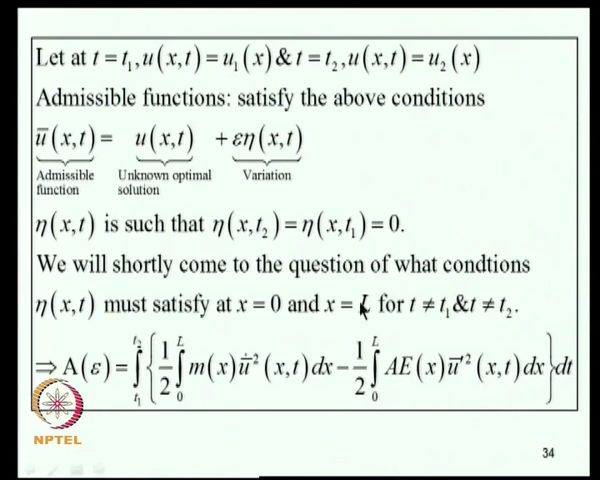 Let at t = t₁, u(x,t) = u₁(x) & t = t₂, u(x,t) = u₂(x)
Admissible functions: satisfy the above conditions
ū(x,t) = u(x,t) + εη(x,t)
Admissible function Unknown optimal solution Variation
η(x,t) is such that η(x,t₂) = η(x,t₁) = 0.
We will shortly come to the question of what condtions
η(x,t) must satisfy at x = 0 and x = L for t ≠ t₁ & t ≠ t₂.
⇒ A(ε) = ∫_{t₁}^{t₂} { 1/2 ∫_0^L m(x) u̅̇²(x,t) dx − 1/2 ∫_0^L AE(x) u̅′²(x,t) dx } dt
NPTEL
34